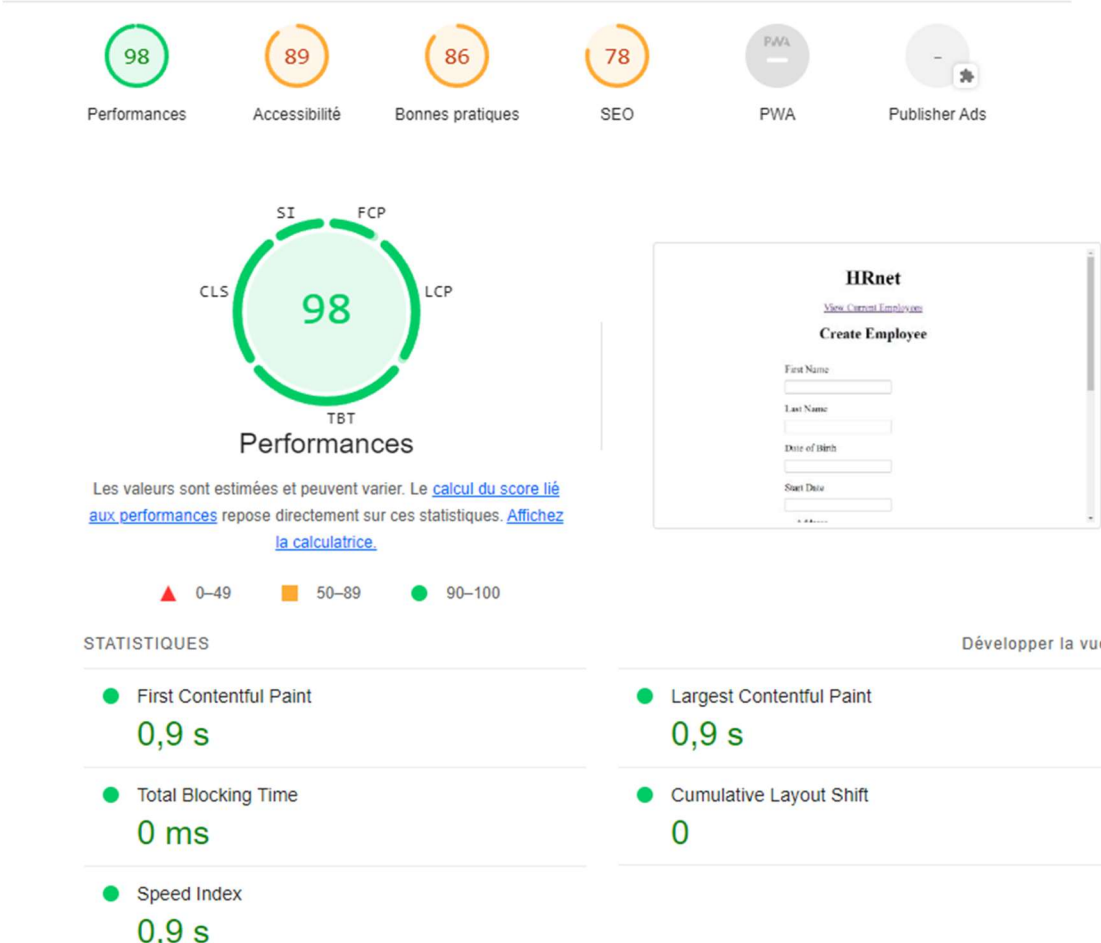 98
89
86
78
PWA
–
Performances
Accessibilité
Bonnes pratiques
SEO
PWA
Publisher Ads
SI
FCP
CLS
LCP
98
TBT
Performances
Les valeurs sont estimées et peuvent varier. Le calcul du score lié
aux performances repose directement sur ces statistiques. Affichez
la calculatrice.
0–49
50–89
90–100
HRnet
View Current Employees
Create Employee
First Name
Last Name
Date of Birth
Start Date
STATISTIQUES
Développer la vue
First Contentful Paint
0,9 s
Largest Contentful Paint
0,9 s
Total Blocking Time
0 ms
Cumulative Layout Shift
0
Speed Index
0,9 s